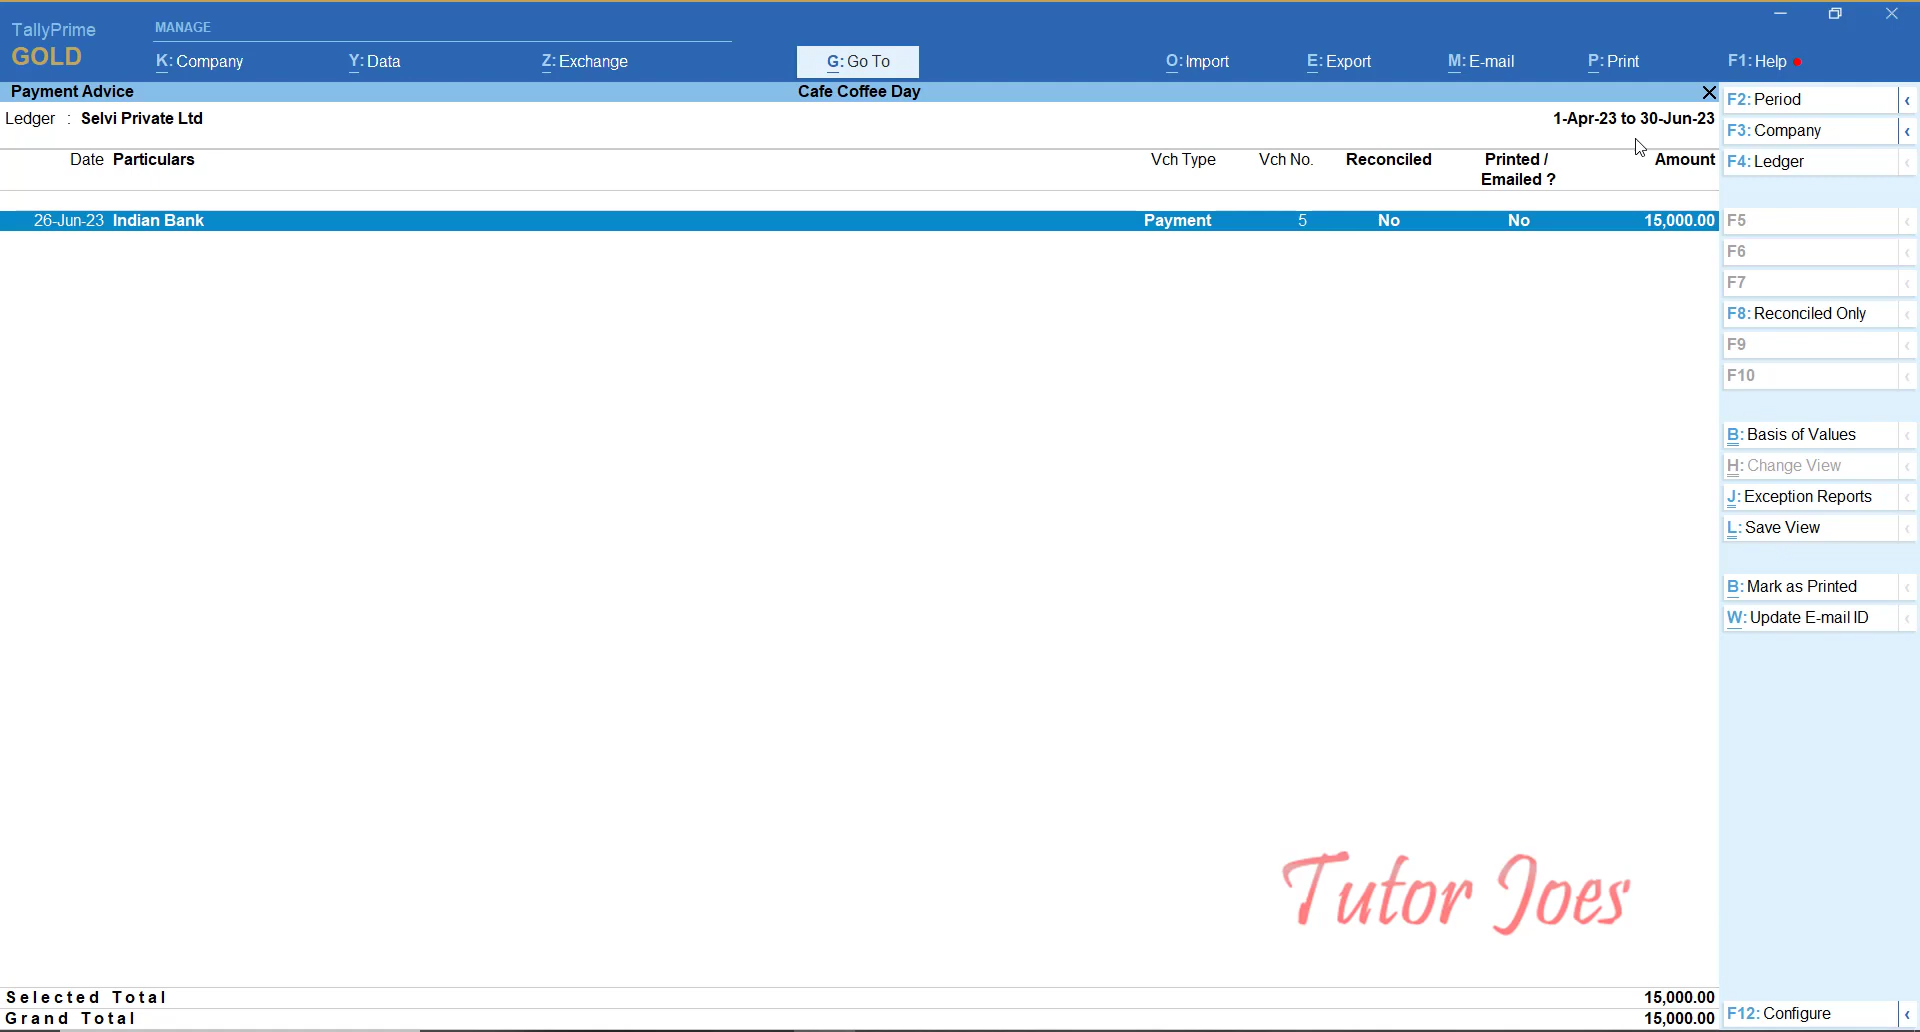 TallyPrime
GOLD
MANAGE
K: Company
Y: Data
Z: Exchange
G: Go To
O: Import
E: Export
M: E-mail
P: Print
F1: Help
Payment Advice
Cafe Coffee Day
Ledger : Selvi Private Ltd
1-Apr-23 to 30-Jun-23
Date Particulars Vch Type Vch No. Reconciled Printed / Amount
Emailed ?
26-Jun-23 Indian Bank Payment 5 No No 15,000.00
F2: Period
F3: Company
F4: Ledger
F5
F6
F7
F8: Reconciled Only
F9
F10
B: Basis of Values
H: Change View
J: Exception Reports
L: Save View
B: Mark as Printed
W: Update E-mail ID
Tutor Joes
Selected Total 15,000.00
Grand Total 15,000.00
F12: Configure